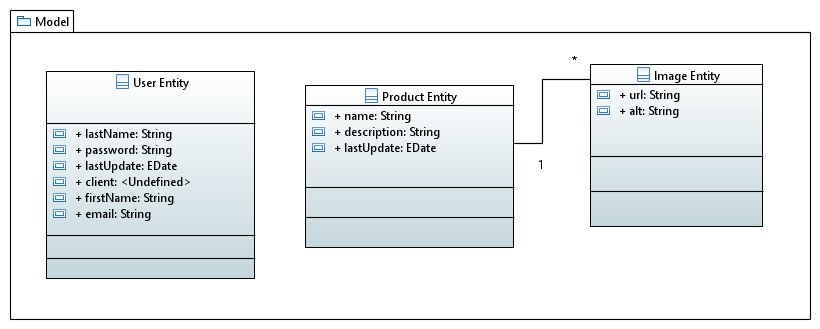 Model
User Entity
+ lastName: String
+ password: String
+ lastUpdate: EDate
+ client: <Undefined>
+ firstName: String
+ email: String
Product Entity
+ name: String
+ description: String
+ lastUpdate: EDate
1
*
Image Entity
+ url: String
+ alt: String